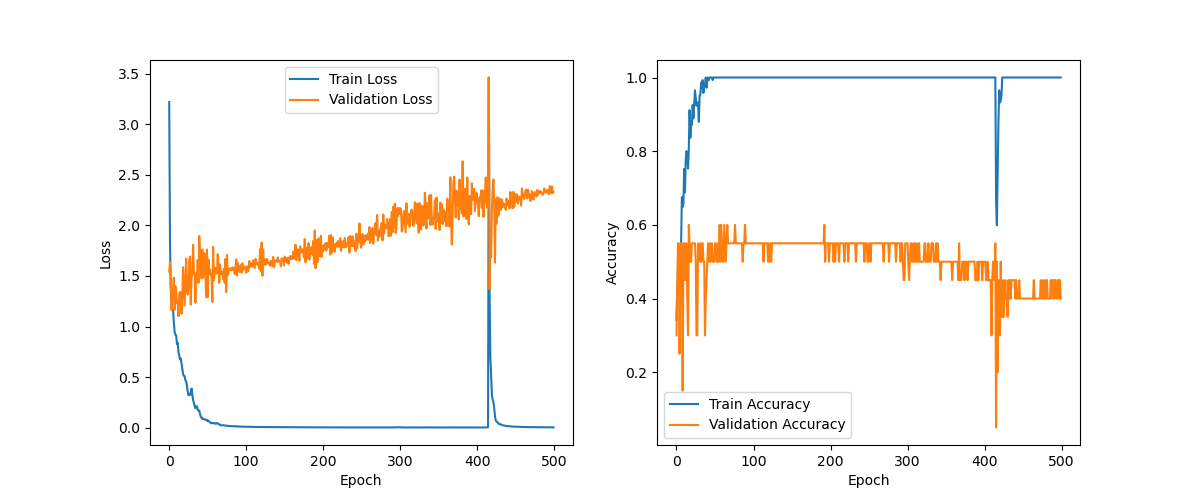 3.5
3.0
2.5
2.0
1.5
1.0
0.5
0.0
Loss
Train Loss
Validation Loss
0 100 200 300 400 500
Epoch
1.0
0.8
0.6
0.4
0.2
Accuracy
Train Accuracy
Validation Accuracy
0 100 200 300 400 500
Epoch